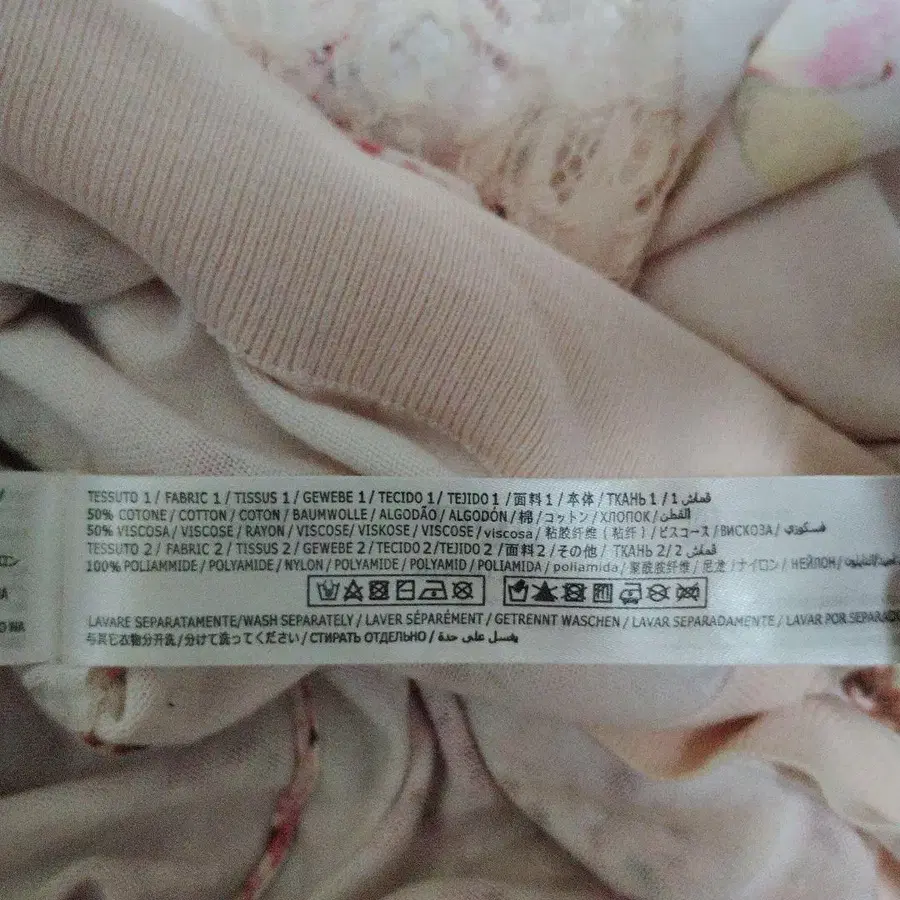 TESSUTO 1 / FABRIC 1 / TISSUS 1 / GEWEBE 1 / TECIDO 1 / TEJIDO 1 / 面料 1 / 本体 / ТКАНЬ 1 / 1 قماش
50% COTONE / COTTON / COTON / BAUMWOLLE / ALGODÃO / ALGODÓN / 棉 / コットン / ХЛОПОК / القطن
50% VISCOSA / VISCOSE / RAYON / VISCOSE/ VISKOSE / VISCOSE / viscosa / 粘胶纤维 ( 粘纤 ) / ビスコース / ВИСКОЗА / فسكوزي
TESSUTO 2 / FABRIC 2 / TISSUS 2 / GEWEBE 2 / TECIDO 2 /TEJIDO 2 / 面料 2 / その他 / ТКАНЬ 2/ 2 قماش
100% POLIAMMIDE / POLYAMIDE / NYLON / POLYAMIDE / POLYAMID / POLIAMIDA / poliamida / 聚酰胺纤维 / 尼龙 / ナイロン / НЕЙЛОН/
LAVARE SEPARATAMENTE/WASH SEPARATELY / LAVER SÉPARÉMENT / GETRENNT WASCHEN / LAVAR SEPARADAMENTE / LAVAR POR SEPARADO
与其它衣物分开洗 / 分けて洗ってください / СТИРАТЬ ОТДЕЛЬНО / يغسل على حدة